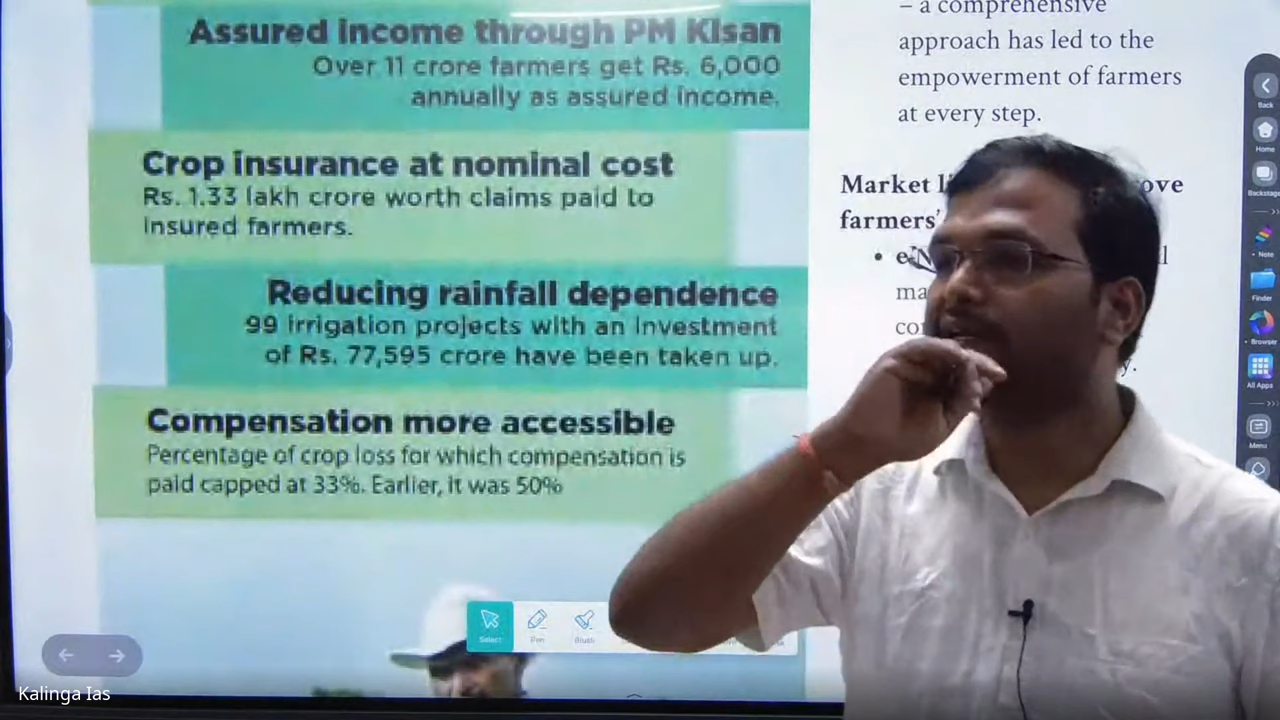 Assured income through PM Kisan
Over 11 crore farmers get Rs. 6,000
annually as assured income.
Crop insurance at nominal cost
Rs. 1.33 lakh crore worth claims paid to
insured farmers.
Reducing rainfall dependence
99 irrigation projects with an investment
of Rs. 77,595 crore have been taken up.
Compensation more accessible
Percentage of crop loss for which compensation is
paid capped at 33%. Earlier, it was 50%
– a comprehensive
approach has led to the
empowerment of farmers
at every step.
Market
farmers'
Back
Home
Backstage
Note
Finder
Browser
All Apps
Menu
Select
Pen
Brush
Kalinga Ias